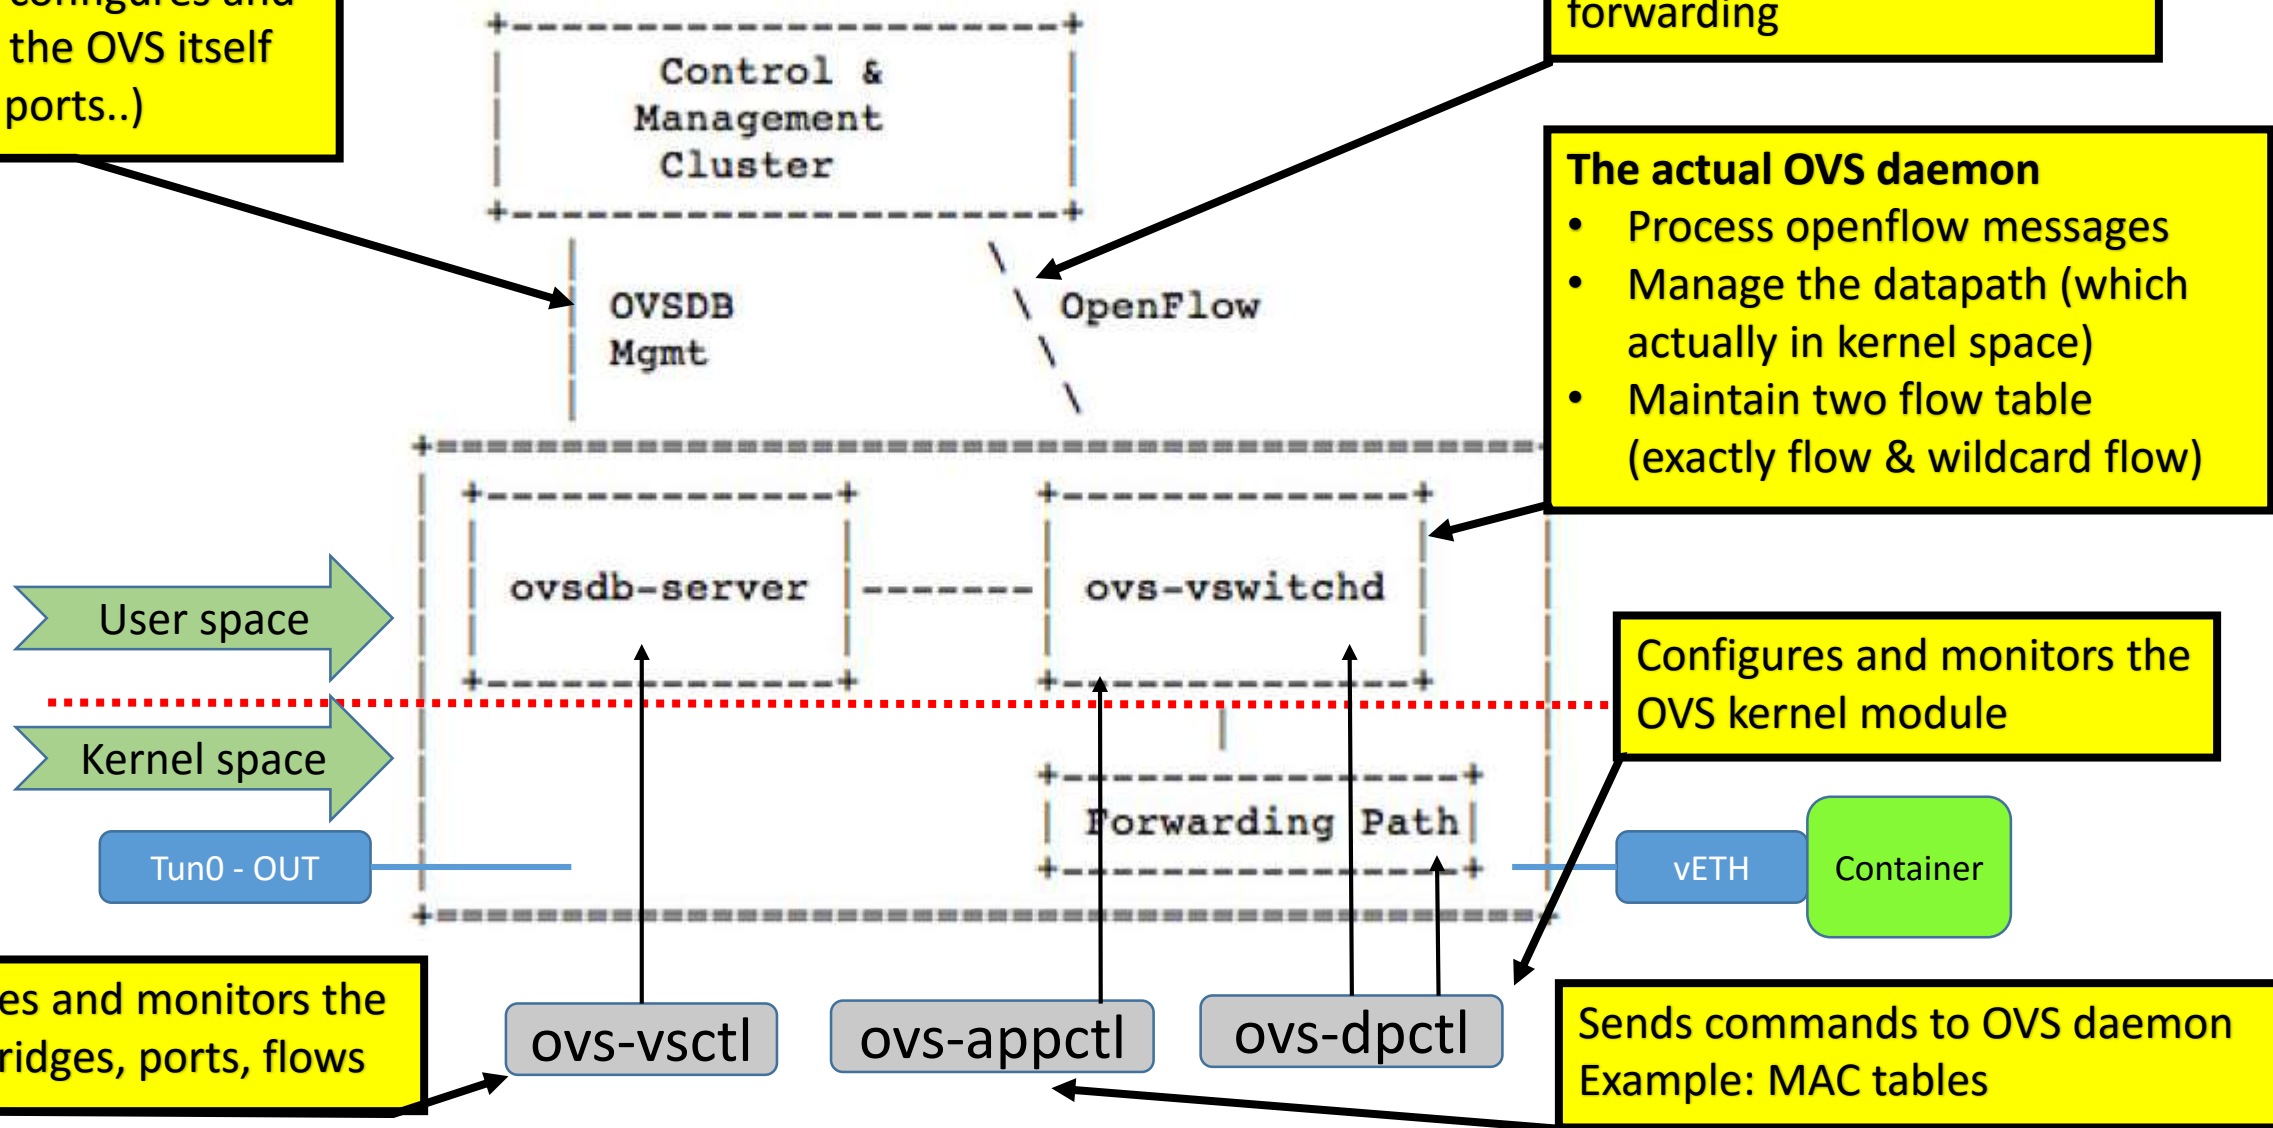 configures and
the OVS itself
ports..)
forwarding
Control &
Management
Cluster
The actual OVS daemon
• Process openflow messages
• Manage the datapath (which
actually in kernel space)
• Maintain two flow table
(exactly flow & wildcard flow)
OVSDB
Mgmt
OpenFlow
ovsdb-server
ovs-vswitchd
User space
Configures and monitors the
OVS kernel module
Kernel space
Forwarding Path
Tun0 - OUT
vETH
Container
es and monitors the
ridges, ports, flows
ovs-vsctl
ovs-appctl
ovs-dpctl
Sends commands to OVS daemon
Example: MAC tables